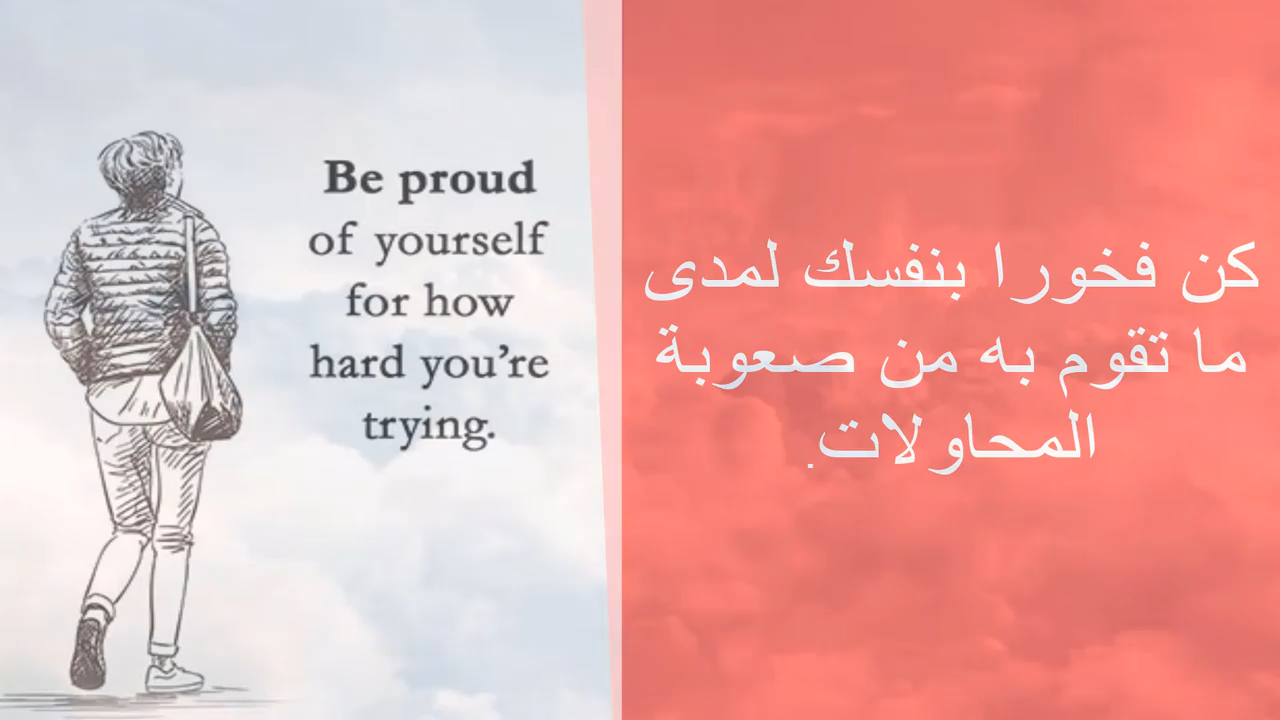 Be proud
of yourself
for how
hard you're
trying.
كن فخورا بنفسك لمدى
ما تقوم به من صعوبة
المحاولات.